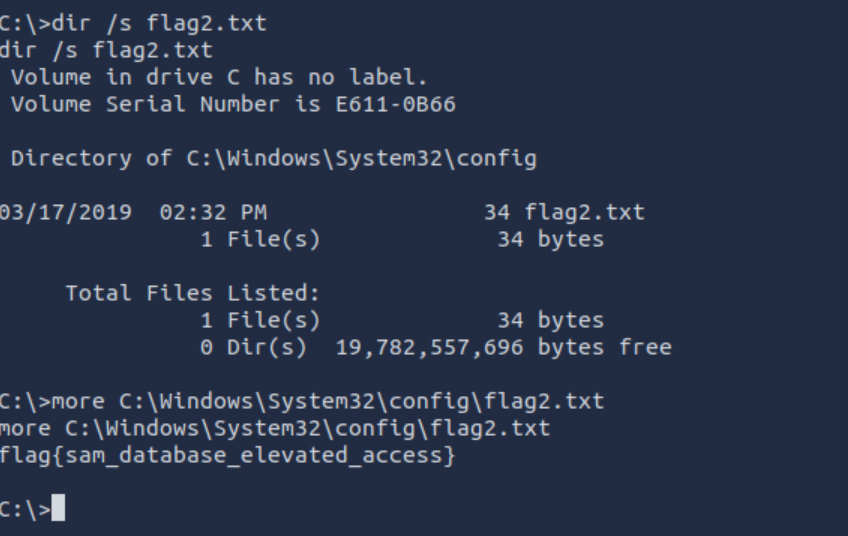 C:\>dir /s flag2.txt
dir /s flag2.txt
Volume in drive C has no label.
Volume Serial Number is E611-0B66
Directory of C:\Windows\System32\config
03/17/2019  02:32 PM                34 flag2.txt
1 File(s)             34 bytes
Total Files Listed:
1 File(s)             34 bytes
0 Dir(s)  19,782,557,696 bytes free
C:\>more C:\Windows\System32\config\flag2.txt
more C:\Windows\System32\config\flag2.txt
flag{sam_database_elevated_access}
C:\>